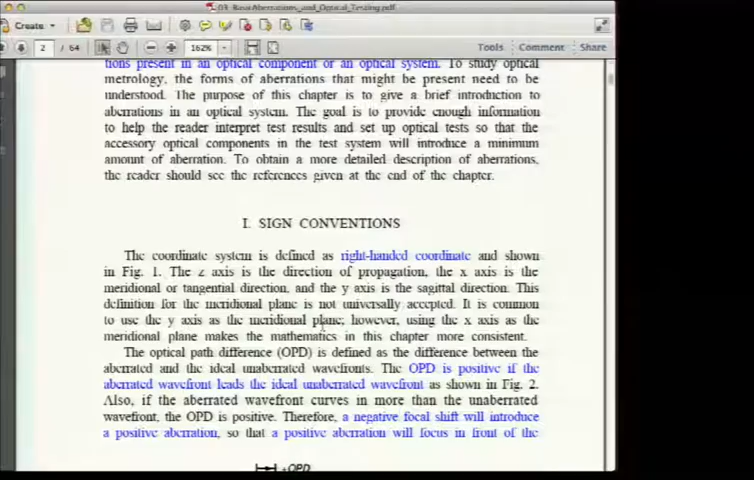 03_BasicAberrations_and_Optical_Testing.pdf
Create
2 / 64
162%
Tools Comment Share
tions present in an optical component or an optical system. To study optical
metrology, the forms of aberrations that might be present need to be
understood. The purpose of this chapter is to give a brief introduction to
aberrations in an optical system. The goal is to provide enough information
to help the reader interpret test results and set up optical tests so that the
accessory optical components in the test system will introduce a minimum
amount of aberration. To obtain a more detailed description of aberrations,
the reader should see the references given at the end of the chapter.
I. SIGN CONVENTIONS
The coordinate system is defined as right-handed coordinate and shown
in Fig. 1. The z axis is the direction of propagation, the x axis is the
meridional or tangential direction, and the y axis is the sagittal direction. This
definition for the meridional plane is not universally accepted. It is common
to use the y axis as the meridional plane; however, using the x axis as the
meridional plane makes the mathematics in this chapter more consistent.
The optical path difference (OPD) is defined as the difference between the
aberrated and the ideal unaberrated wavefronts. The OPD is positive if the
aberrated wavefront leads the ideal unaberrated wavefront as shown in Fig. 2.
Also, if the aberrated wavefront curves in more than the unaberrated
wavefront, the OPD is positive. Therefore, a negative focal shift will introduce
a positive aberration, so that a positive aberration will focus in front of the
+OPD